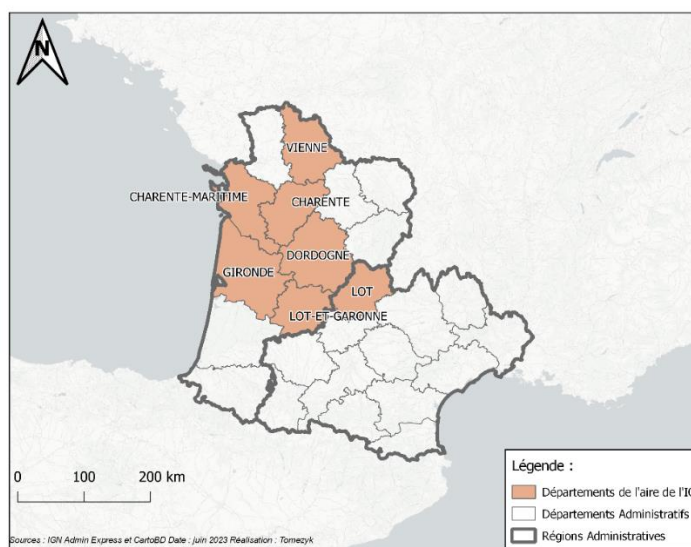 N
VIENNE
CHARENTE-MARITIME
CHARENTE
DORDOGNE
GIRONDE
LOT
LOT-ET-GARONNE
0 100 200 km
Légende :
Départements de l'aire de l'IG
Départements Administratifs
Régions Administratives
Sources : IGN Admin Express et CartoBD Date : juin 2023 Réalisation : Tomezyk